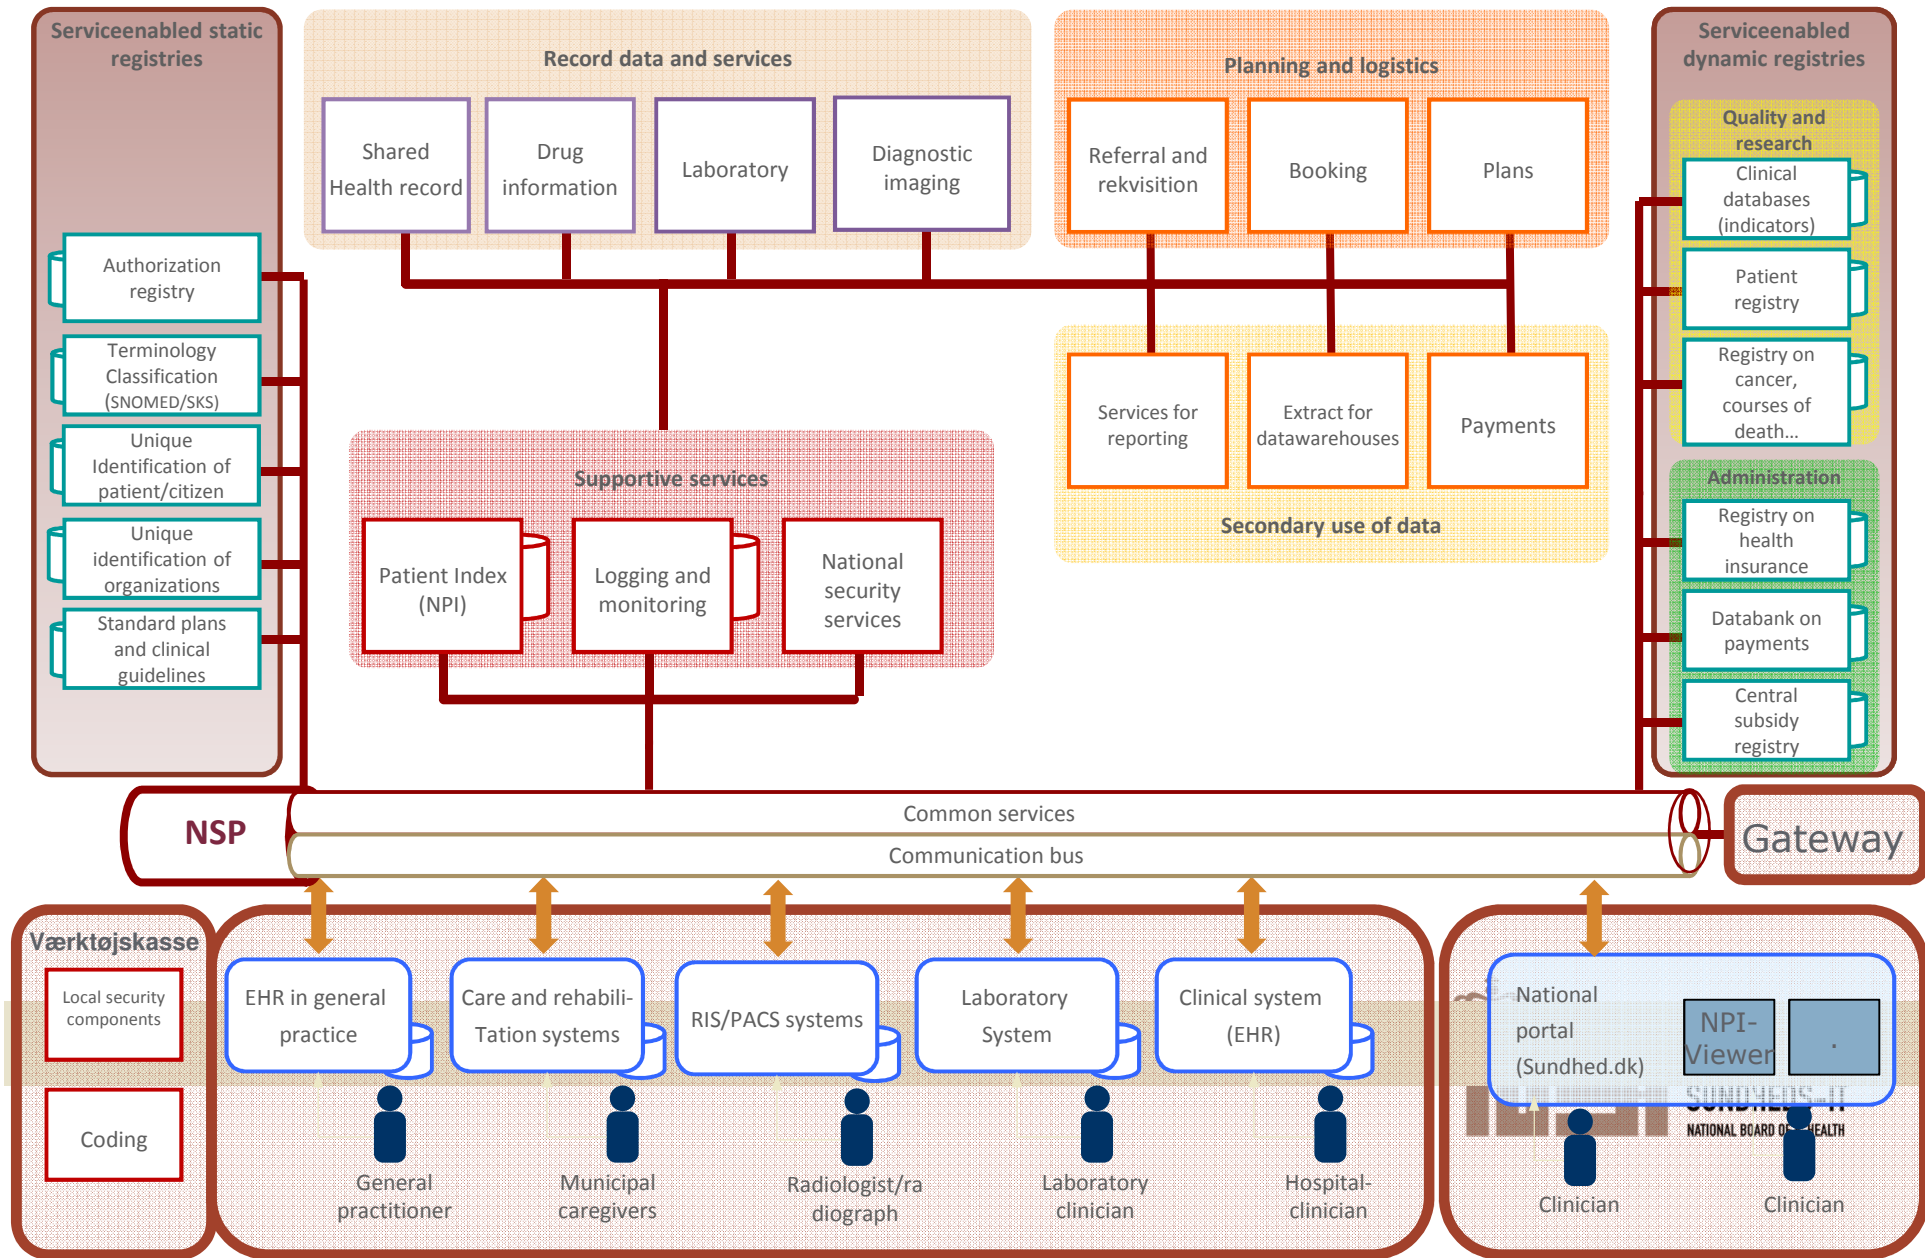 Serviceenabled static
registries
Authorization
registry
Terminology
Classification
(SNOMED/SKS)
Unique
Identification of
patient/citizen
Unique
identification of
organizations
Standard plans
and clinical
guidelines
Record data and services
Shared
Health record
Drug
information
Laboratory
Diagnostic
imaging
Planning and logistics
Referral and
rekvisition
Booking
Plans
Services for
reporting
Extract for
datawarehouses
Payments
Secondary use of data
Supportive services
Patient Index
(NPI)
Logging and
monitoring
National
security
services
Serviceenabled
dynamic registries
Quality and
research
Clinical
databases
(indicators)
Patient
registry
Registry on
cancer,
courses of
death...
Administration
Registry on
health
insurance
Databank on
payments
Central
subsidy
registry
NSP
Common services
Communication bus
Gateway
Værktøjskasse
Local security
components
Coding
EHR in general
practice
Care and rehabili-
Tation systems
RIS/PACS systems
Laboratory
System
Clinical system
(EHR)
General
practitioner
Municipal
caregivers
Radiologist/ra
diograph
Laboratory
clinician
Hospital-
clinician
National
portal
(Sundhed.dk)
NPI-
Viewer
.
SUNDHEDS-IT
NATIONAL BOARD OF HEALTH
Clinician
Clinician